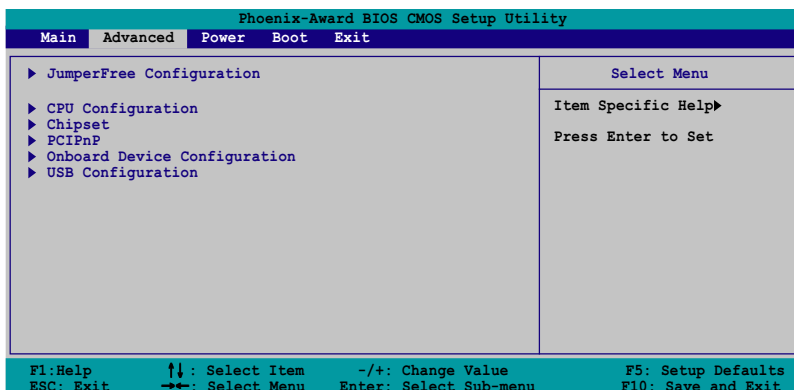 Phoenix-Award BIOS CMOS Setup Utility
Main Advanced Power Boot Exit
JumperFree Configuration
CPU Configuration
Chipset
PCIPnP
Onboard Device Configuration
USB Configuration
Select Menu
Item Specific Help
Press Enter to Set
F1:Help ↑↓: Select Item -/+: Change Value F5: Setup Defaults
ESC: Exit →←: Select Menu Enter: Select Sub-menu F10: Save and Exit